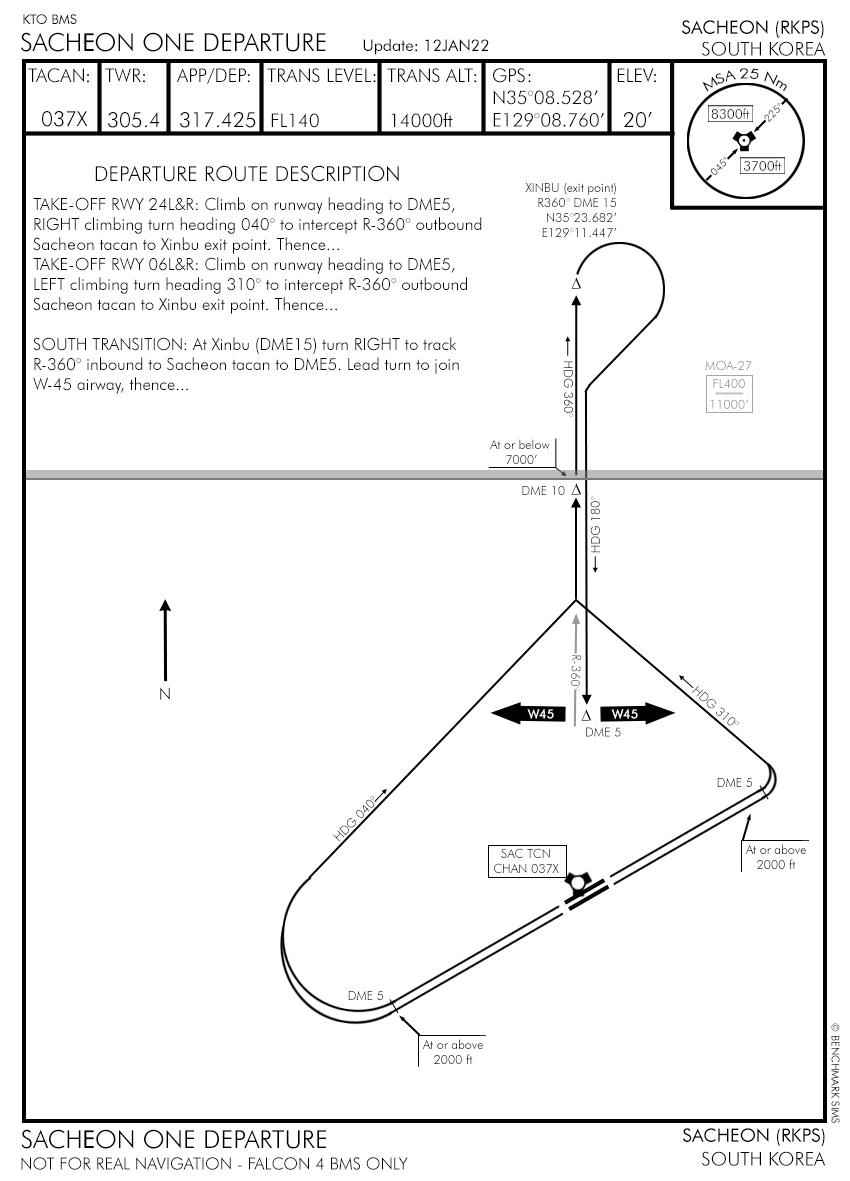 KTO BMS
SACHEON ONE DEPARTURE
Update: 12JAN22
SACHEON (RKPS)
SOUTH KOREA
TACAN:
037X
TWR:
305.4
APP/DEP:
317.425
TRANS LEVEL:
FL140
TRANS ALT:
14000ft
GPS:
N35°08.528’
E129°08.760’
ELEV:
20’
MSA 25 Nm
8300ft
225°
045°
3700ft
DEPARTURE ROUTE DESCRIPTION
TAKE-OFF RWY 24L&R: Climb on runway heading to DME5,
RIGHT climbing turn heading 040° to intercept R-360° outbound
Sacheon tacan to Xinbu exit point. Thence...
TAKE-OFF RWY 06L&R: Climb on runway heading to DME5,
LEFT climbing turn heading 310° to intercept R-360° outbound
Sacheon tacan to Xinbu exit point. Thence...
SOUTH TRANSITION: At Xinbu (DME15) turn RIGHT to track
R-360° inbound to Sacheon tacan to DME5. Lead turn to join
W-45 airway, thence...
XINBU (exit point)
R360° DME 15
N35°23.682’
E129°11.447’
HDG 360°
MOA-27
FL400
11000’
At or below
7000’
DME 10
HDG 180°
N
R-360°
HDG 310°
W45
W45
DME 5
DME 5
HDG 040°
At or above
2000 ft
SAC TCN
CHAN 037X
DME 5
At or above
2000 ft
© BENCHMARK SIMS
SACHEON ONE DEPARTURE
NOT FOR REAL NAVIGATION - FALCON 4 BMS ONLY
SACHEON (RKPS)
SOUTH KOREA